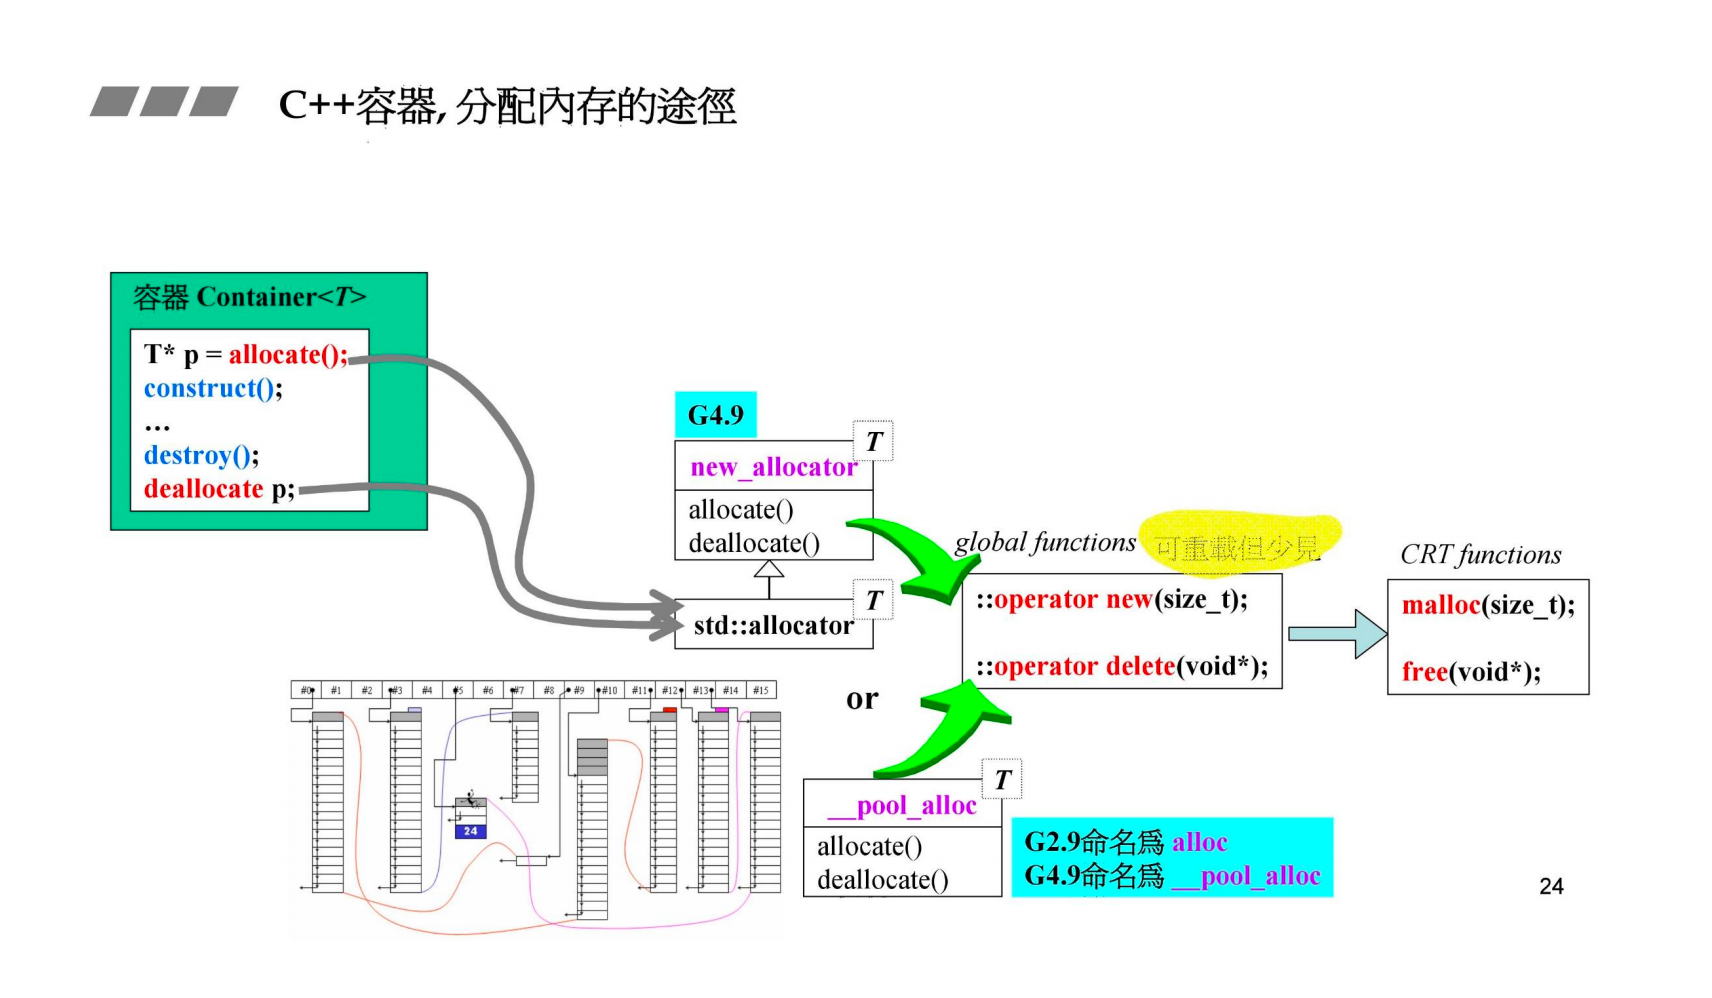 C++容器, 分配內存的途徑
容器 Container<T>
T* p = allocate();
construct();
…
destroy();
deallocate p;
G4.9
T
new_allocator
allocate()
deallocate()
T
std::allocator
global functions 可重載但少見
::operator new(size_t);
::operator delete(void*);
CRT functions
malloc(size_t);
free(void*);
or
#0 #1 #2 #3 #4 #5 #6 #7 #8 #9 #10 #11 #12 #13 #14 #15
24
T
__pool_alloc
allocate()
deallocate()
G2.9命名爲 alloc
G4.9命名爲 __pool_alloc
24